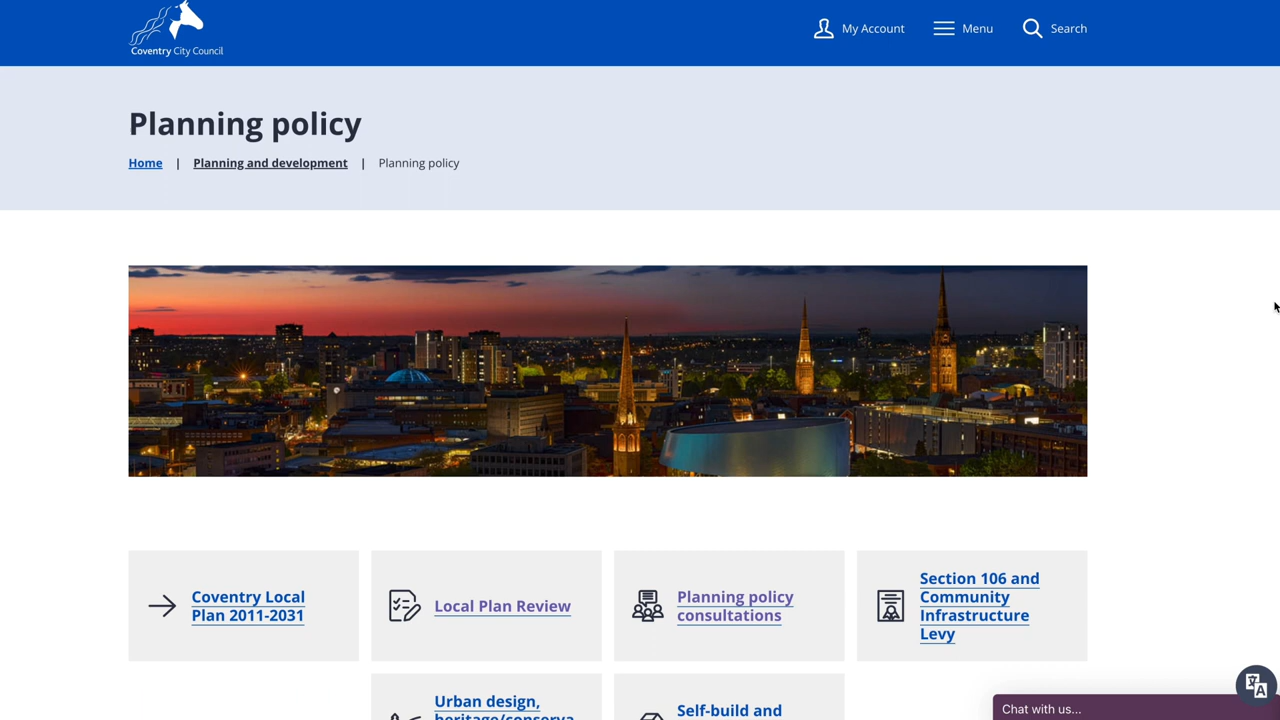 Coventry City Council
My Account
Menu
Search
Planning policy
Home | Planning and development | Planning policy
Coventry Local
Plan 2011-2031
Local Plan Review
Planning policy
consultations
Section 106 and
Community
Infrastructure
Levy
Urban design,
heritage/conserva
Self-build and
Chat with us...